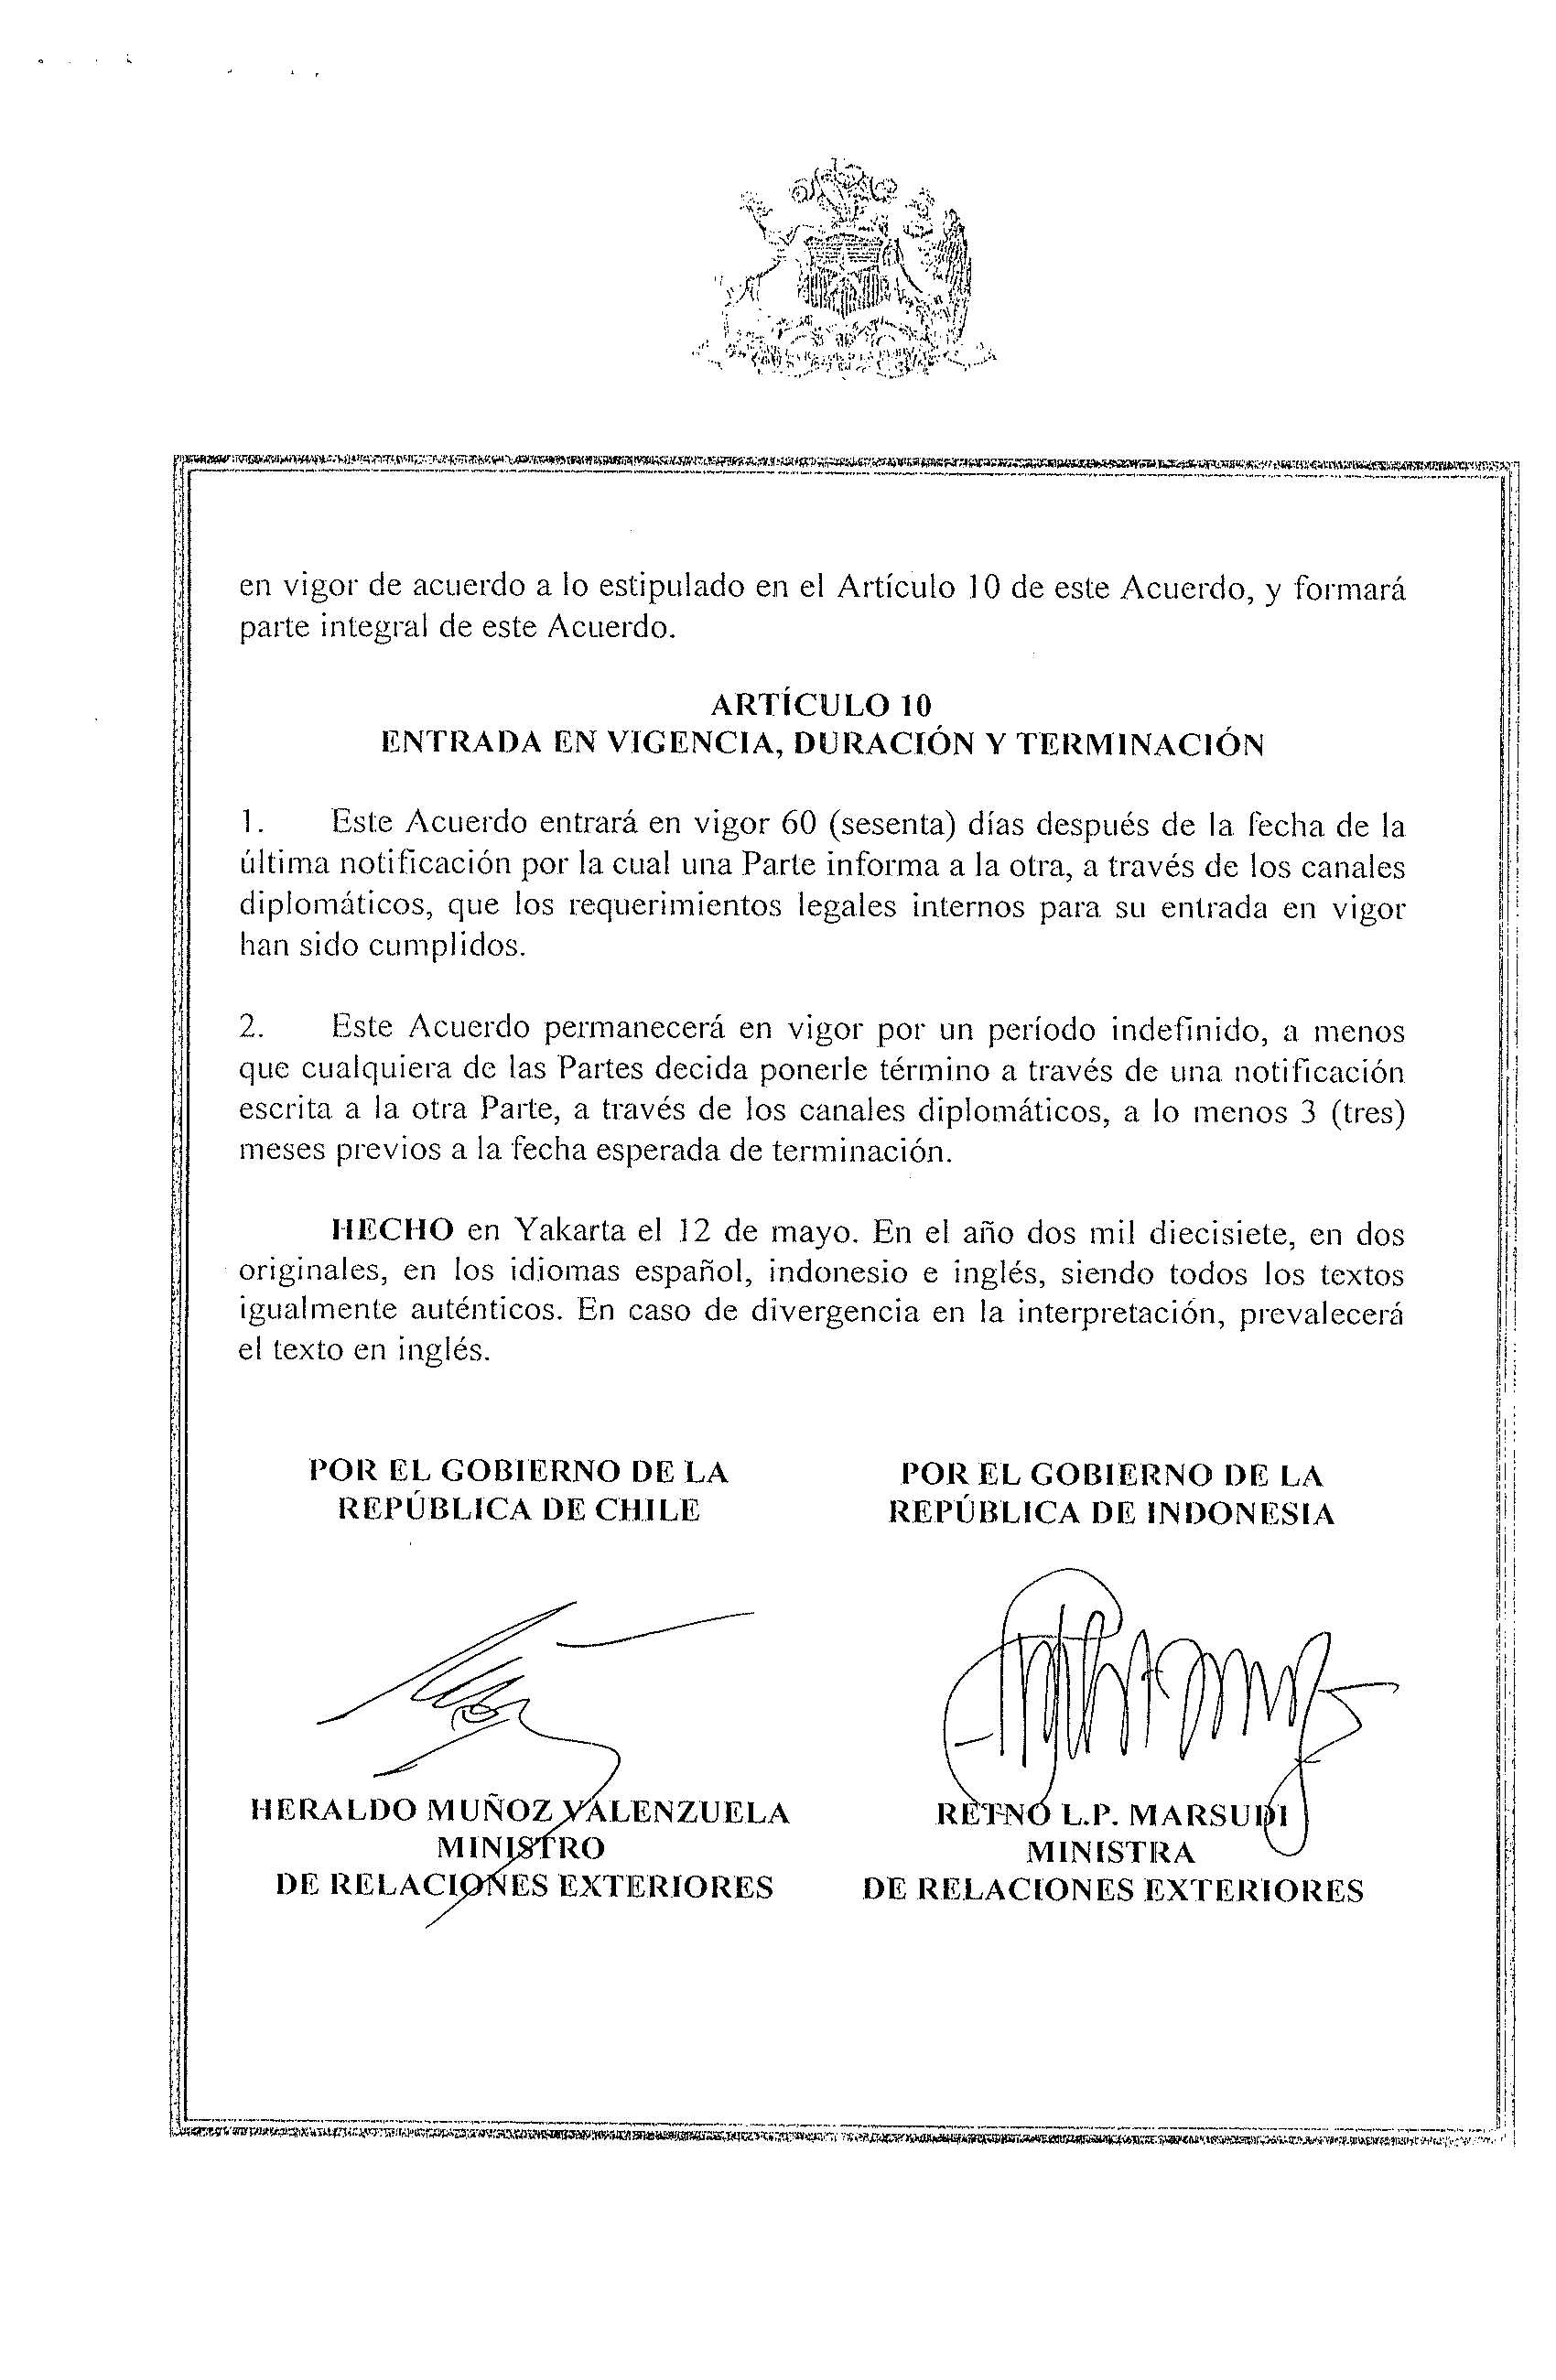 en vigor de acuerdo a lo estipulado en el Artículo 10 de este Acuerdo, y formará
parte integral de este Acuerdo.
ARTÍCULO 10
ENTRADA EN VIGENCIA, DURACIÓN Y TERMINACIÓN
1. Este Acuerdo entrará en vigor 60 (sesenta) días después de la fecha de la
última notificación por la cual una Parte informa a la otra, a través de los canales
diplomáticos, que los requerimientos legales internos para su entrada en vigor
han sido cumplidos.
2. Este Acuerdo permanecerá en vigor por un período indefinido, a menos
que cualquiera de las Partes decida ponerle término a través de una notificación
escrita a la otra Parte, a través de los canales diplomáticos, a lo menos 3 (tres)
meses previos a la fecha esperada de terminación.
HECHO en Yakarta el 12 de mayo. En el año dos mil diecisiete, en dos
originales, en los idiomas español, indonesio e inglés, siendo todos los textos
igualmente auténticos. En caso de divergencia en la interpretación, prevalecerá
el texto en inglés.
POR EL GOBIERNO DE LA
REPÚBLICA DE CHILE
HERALDO MUÑOZ VALENZUELA
MINISTRO
DE RELACIONES EXTERIORES
POR EL GOBIERNO DE LA
REPÚBLICA DE INDONESIA
RETNO L.P. MARSUDI
MINISTRA
DE RELACIONES EXTERIORES